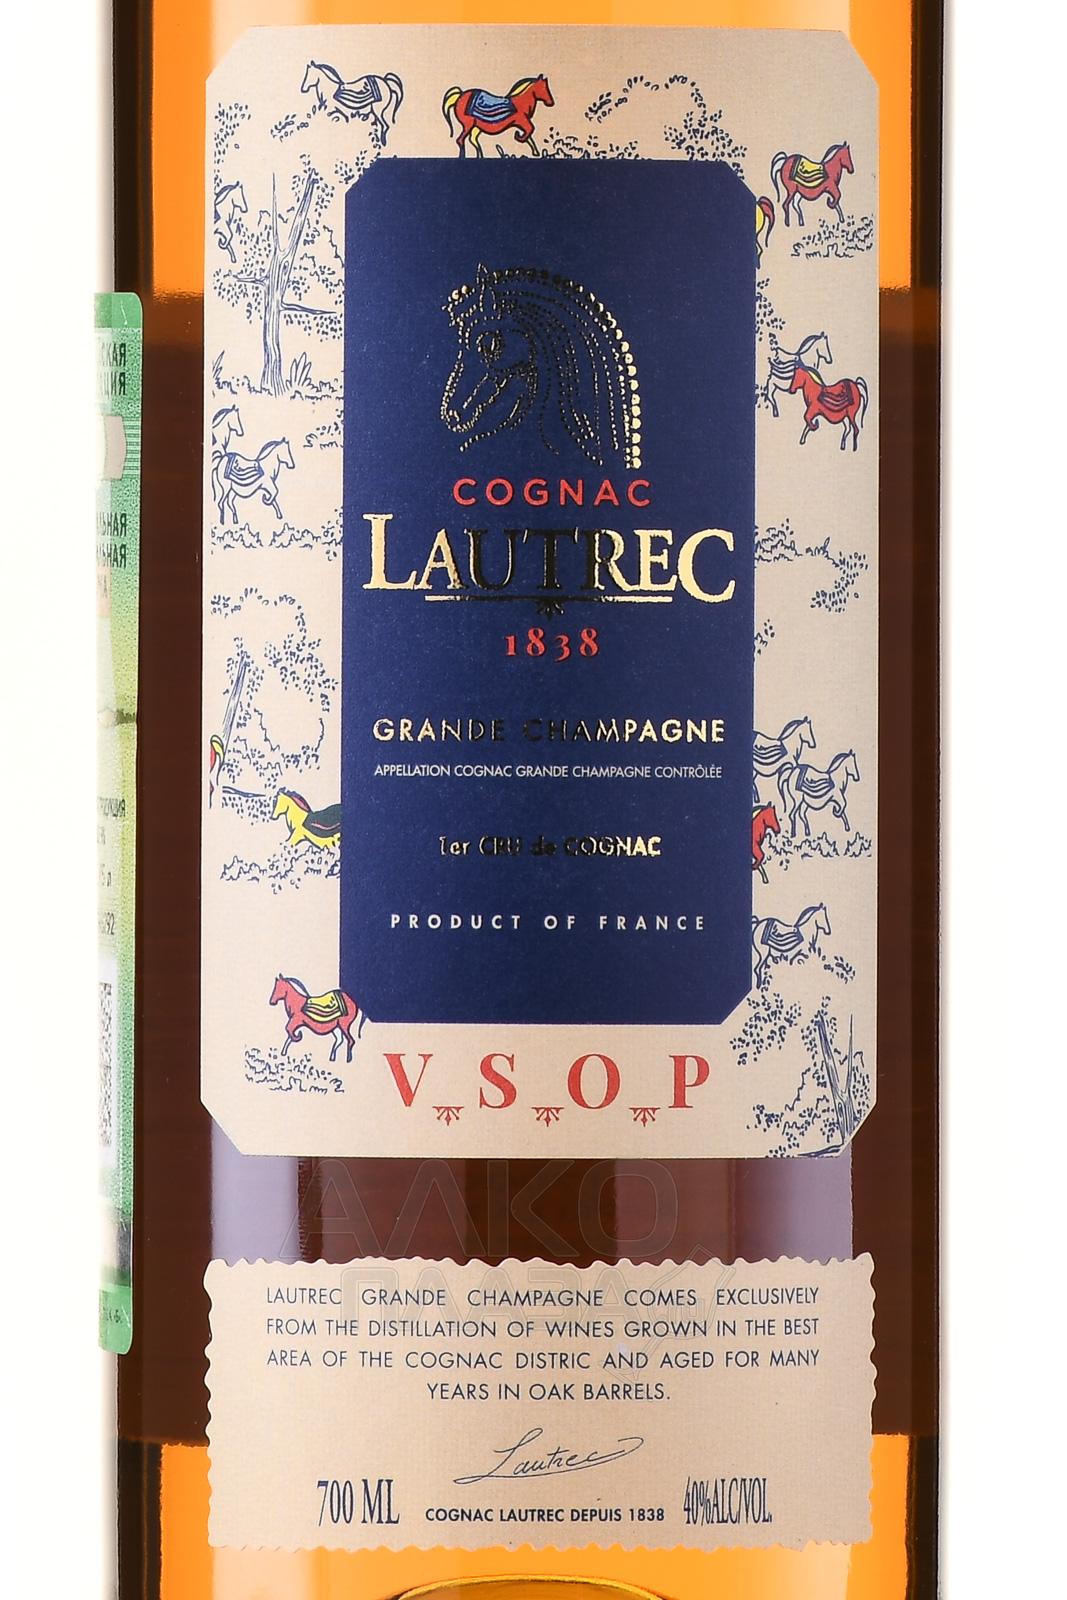 COGNAC
LAUTREC
1838
GRANDE CHAMPAGNE
APPELLATION COGNAC GRANDE CHAMPAGNE CONTRÔLÉE
1er CRU de COGNAC
PRODUCT OF FRANCE
V.S.O.P
АЛКО
ПЛАЗА
LAUTREC GRANDE CHAMPAGNE COMES EXCLUSIVELY
FROM THE DISTILLATION OF WINES GROWN IN THE BEST
AREA OF THE COGNAC DISTRIC AND AGED FOR MANY
YEARS IN OAK BARRELS.
Lautrec
700 ML
COGNAC LAUTREC DEPUIS 1838
40%ALC/VOL.